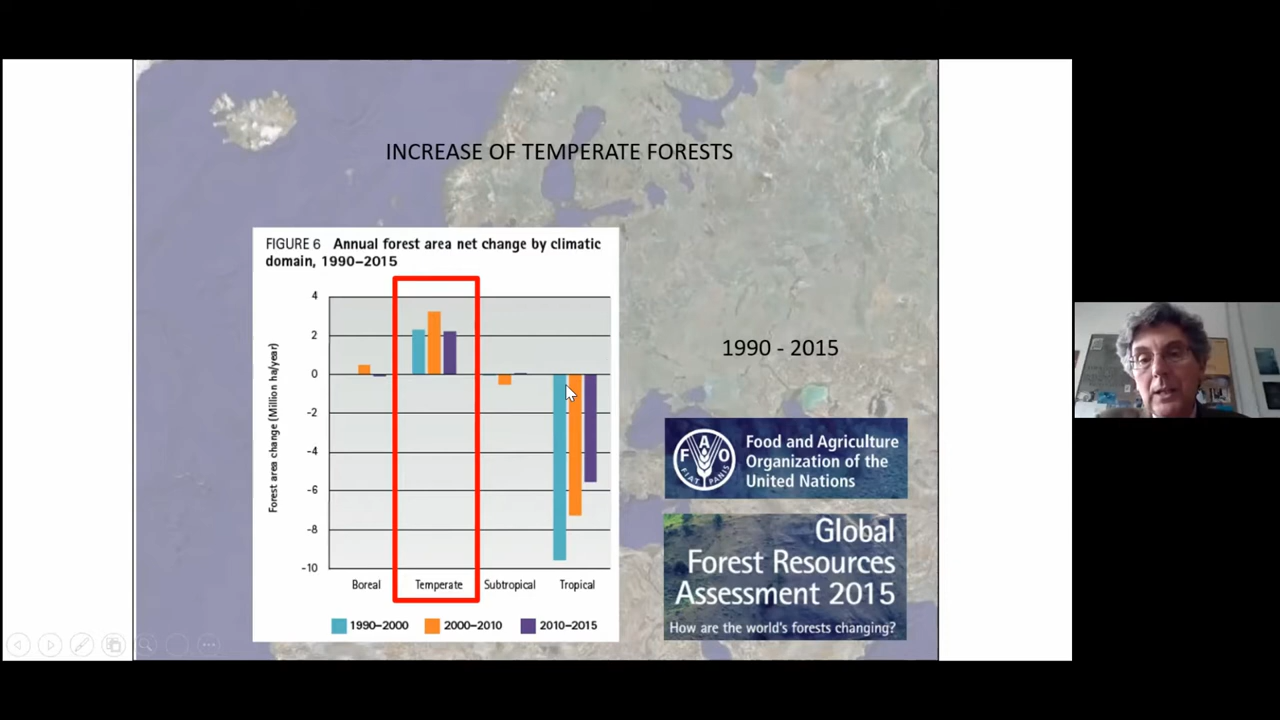 INCREASE OF TEMPERATE FORESTS
FIGURE 6 Annual forest area net change by climatic
domain, 1990–2015
Forest area change (Million ha/year)
4
2
0
-2
-4
-6
-8
-10
Boreal Temperate Subtropical Tropical
1990–2000 2000–2010 2010–2015
1990 - 2015
F A O
FIAT PANIS
Food and Agriculture
Organization of the
United Nations
Global
Forest Resources
Assessment 2015
How are the world's forests changing?